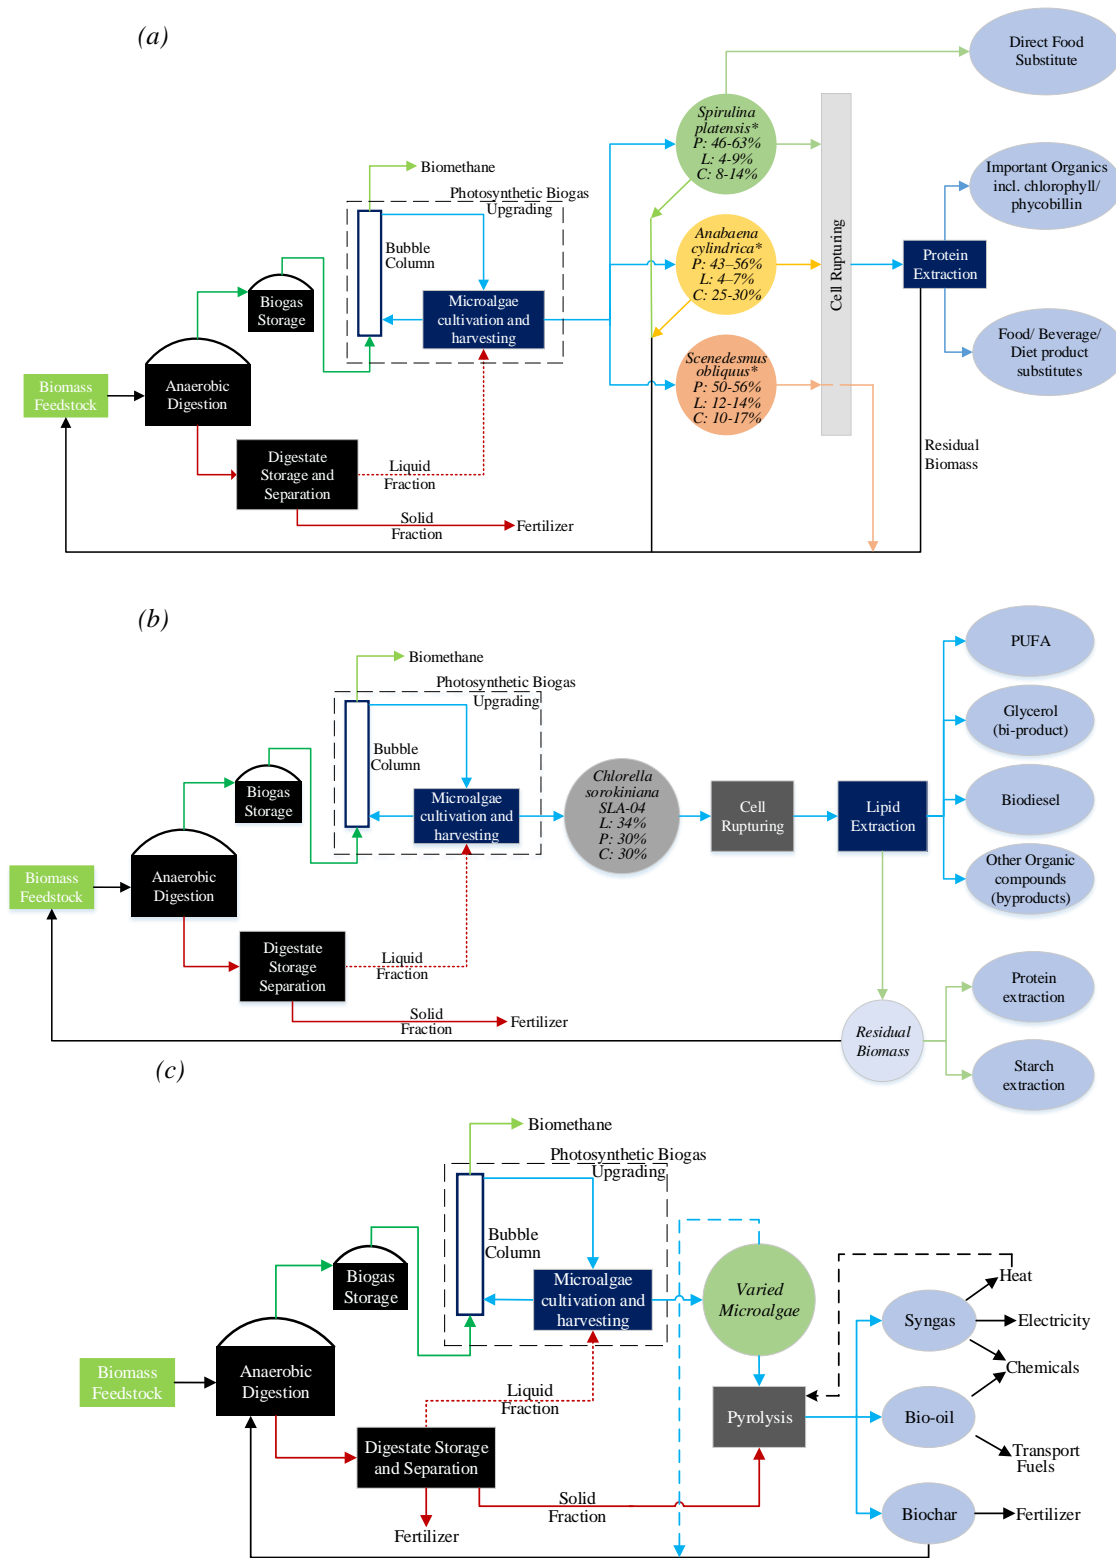 (a)
Direct Food
Substitute
Spirulina
platensis*
P: 46-63%
L: 4-9%
C: 8-14%
Biomethane
Photosynthetic Biogas
Upgrading
Important Organics
incl. chlorophyll/
phycobillin
Bubble
Column
Anabaena
cylindrica*
P: 43–56%
L: 4–7%
C: 25-30%
Cell Rupturing
Protein
Extraction
Biogas
Storage
Microalgae
cultivation and
harvesting
Food/ Beverage/
Diet product
substitutes
Scenedesmus
obliquus*
P: 50-56%
L: 12-14%
C: 10-17%
Biomass
Feedstock
Anaerobic
Digestion
Residual
Biomass
Digestate
Storage and
Separation
Liquid
Fraction
Solid
Fraction
Fertilizer
(b)
PUFA
Biomethane
Photosynthetic Biogas
Upgrading
Glycerol
(bi-product)
Bubble
Column
Chlorella
sorokiniana
SLA-04
L: 34%
P: 30%
C: 30%
Biogas
Storage
Microalgae
cultivation and
harvesting
Cell
Rupturing
Lipid
Extraction
Biodiesel
Other Organic
compounds
(byproducts)
Biomass
Feedstock
Anaerobic
Digestion
Digestate
Storage
Separation
Liquid
Fraction
Protein
extraction
Solid
Fraction
Fertilizer
Residual
Biomass
Starch
extraction
(c)
Biomethane
Photosynthetic Biogas
Upgrading
Bubble
Column
Biogas
Storage
Microalgae
cultivation and
harvesting
Varied
Microalgae
Heat
Syngas
Electricity
Chemicals
Biomass
Feedstock
Anaerobic
Digestion
Liquid
Fraction
Pyrolysis
Bio-oil
Digestate Storage
and Separation
Transport
Fuels
Solid
Fraction
Biochar
Fertilizer
Fertilizer